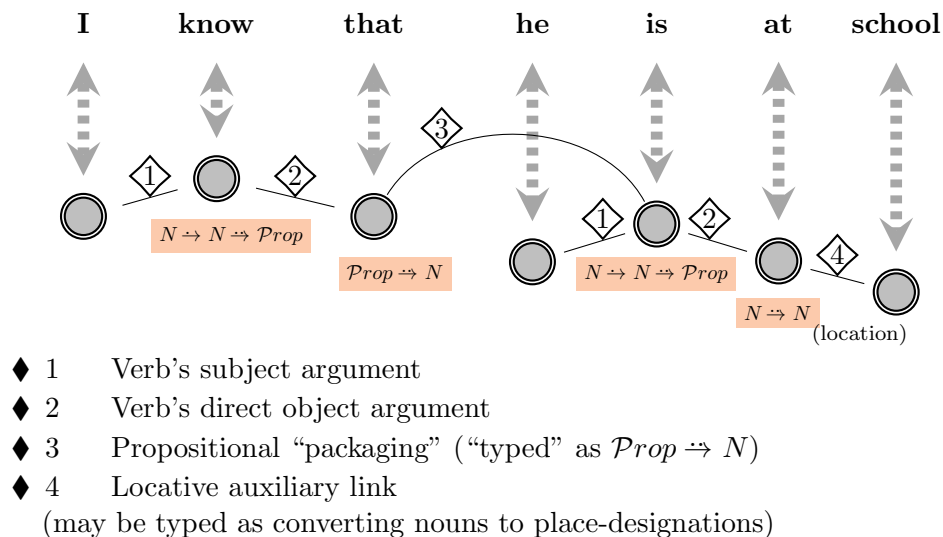 I know that he is at school
3
1 2 1 2
4
N ⍈ N ⍈ 𝒫rop N ⍈ N ⍈ 𝒫rop
𝒫rop ⍈ N
N ⍈ N
(location)
♦ 1 Verb's subject argument
♦ 2 Verb's direct object argument
♦ 3 Propositional “packaging” (“typed” as 𝒫rop ⍈ N)
♦ 4 Locative auxiliary link
(may be typed as converting nouns to place-designations)